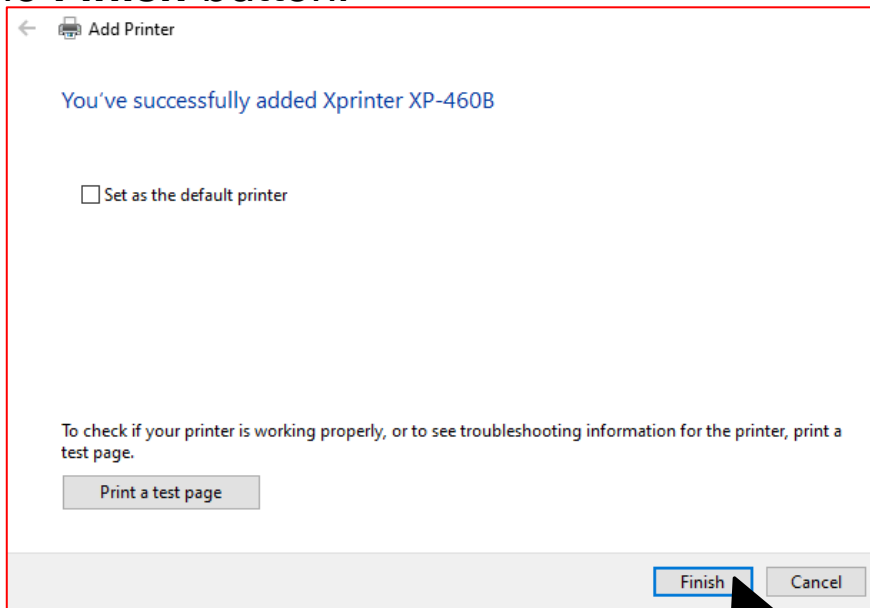 button.
Add Printer
You've successfully added Xprinter XP-460B
Set as the default printer
To check if your printer is working properly, or to see troubleshooting information for the printer, print a
test page.
Print a test page
Finish Cancel